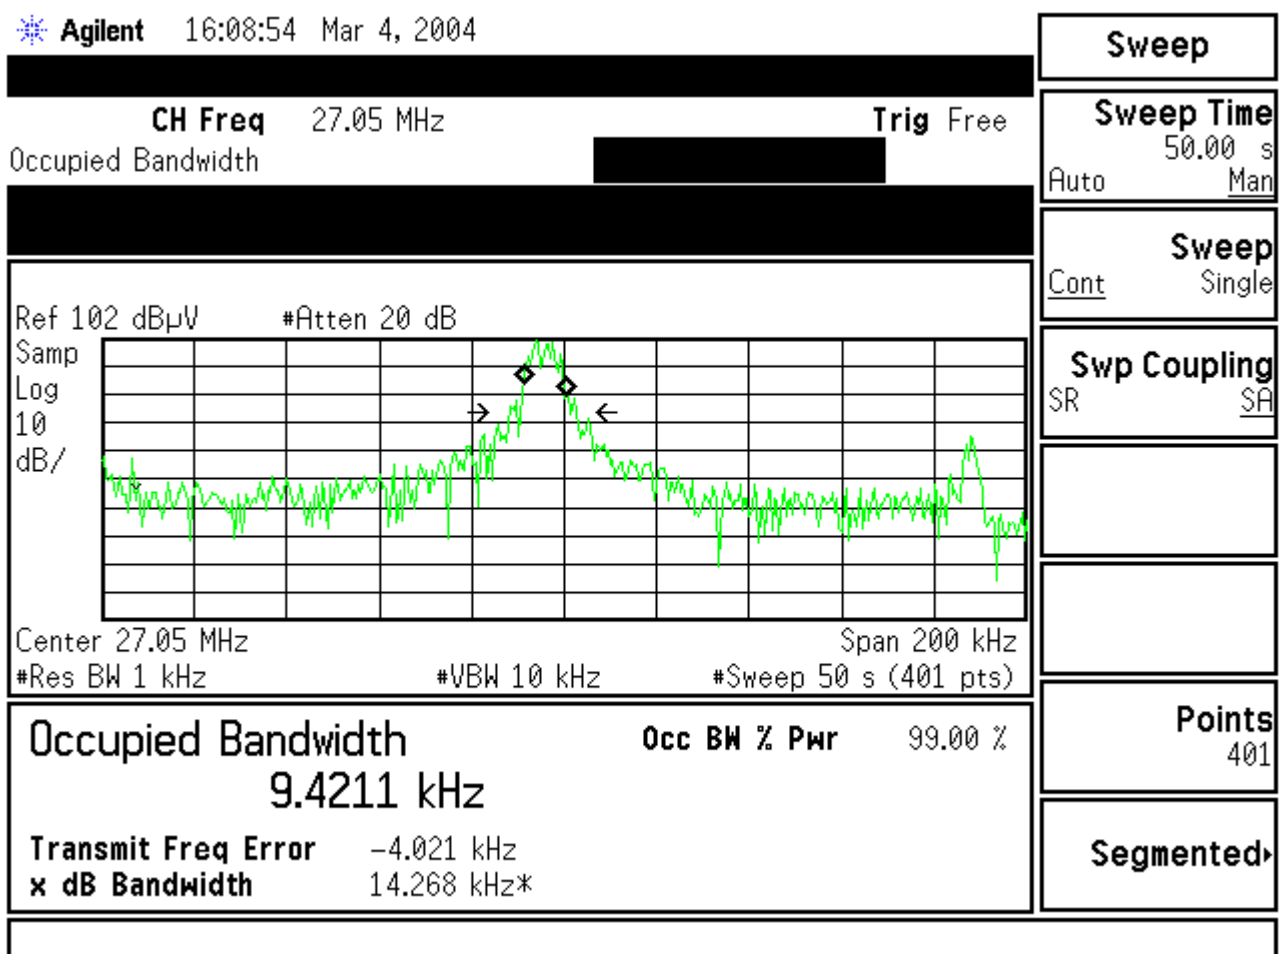 Agilent 16:08:54 Mar 4, 2004
CH Freq 27.05 MHz Trig Free
Occupied Bandwidth
Ref 102 dBµV #Atten 20 dB
Samp
Log
10
dB/
Center 27.05 MHz Span 200 kHz
#Res BW 1 kHz #VBW 10 kHz #Sweep 50 s (401 pts)
Occupied Bandwidth Occ BW % Pwr 99.00 %
9.4211 kHz
Transmit Freq Error -4.021 kHz
x dB Bandwidth 14.268 kHz*
Sweep
Sweep Time
50.00 s
Auto Man
Sweep
Cont Single
Swp Coupling
SR SA
Points
401
Segmented